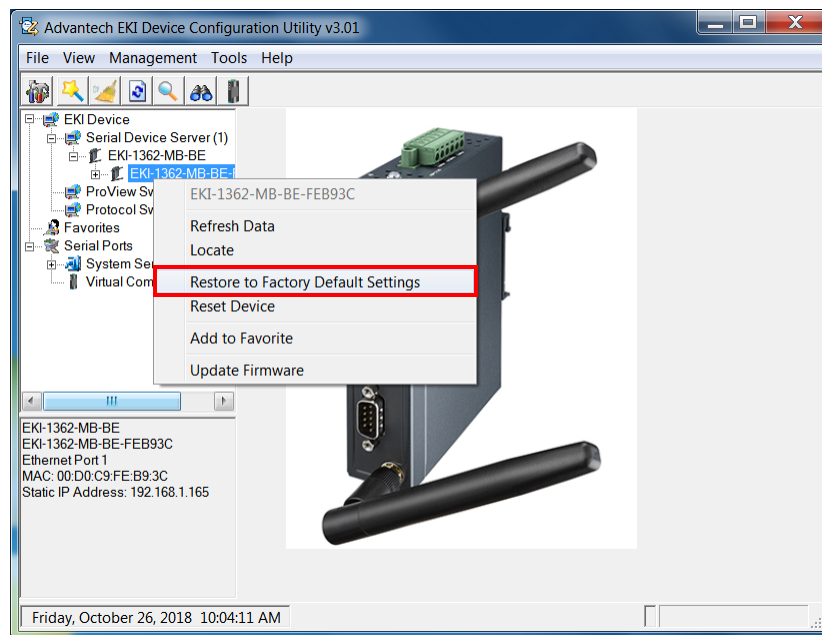 Advantech EKI Device Configuration Utility v3.01
File View Management Tools Help
EKI Device
Serial Device Server (1)
EKI-1362-MB-BE
EKI-1362-MB-BE-
ProView Sw
Protocol Sw
Favorites
Serial Ports
System Se
Virtual Com
EKI-1362-MB-BE-FEB93C
Refresh Data
Locate
Restore to Factory Default Settings
Reset Device
Add to Favorite
Update Firmware
EKI-1362-MB-BE
EKI-1362-MB-BE-FEB93C
Ethernet Port 1
MAC: 00:D0:C9:FE:B9:3C
Static IP Address: 192.168.1.165
Friday, October 26, 2018 10:04:11 AM